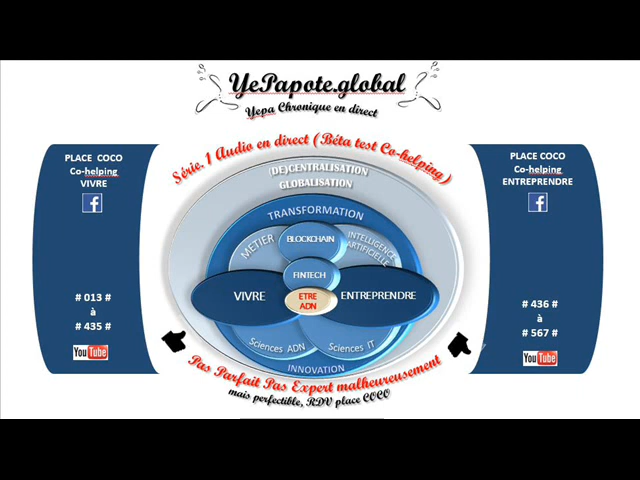 YePapote.global
Yepa Chronique en direct
Série. 1 Audio en direct (Béta test Co-helping)
PLACE COCO
Co-helping
VIVRE
(DE)CENTRALISATION
GLOBALISATION
TRANSFORMATION
METIER
BLOCKCHAIN
INTELLIGENCE
ARTIFICIELLE
FINTECH
VIVRE
ETRE
ADN
ENTREPRENDRE
Sciences ADN
Sciences IT
INNOVATION
PLACE COCO
Co-helping
ENTREPRENDRE
# 013 #
à
# 435 #
YouTube
# 436 #
à
# 567 #
YouTube
Pas Parfait Pas Expert malheureusement
mais perfectible, RDV place COCO